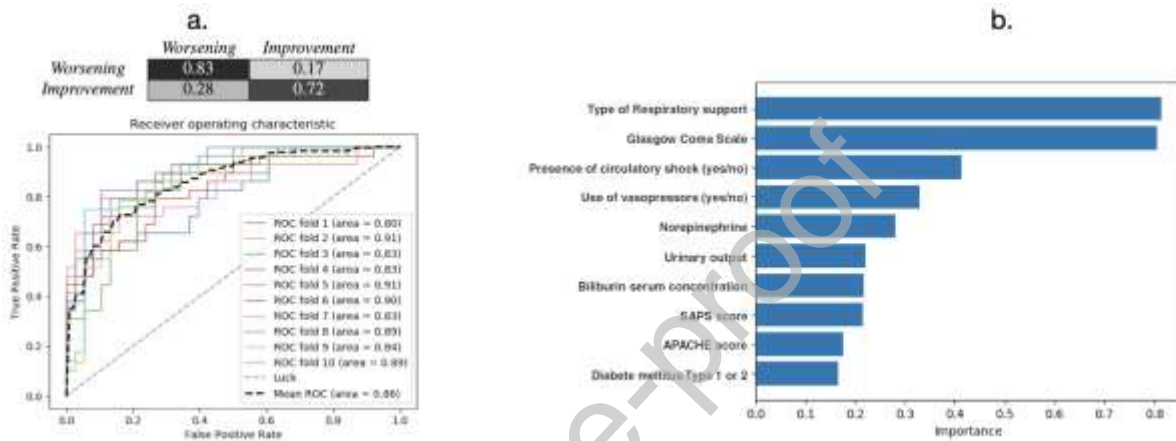 a.
Worsening Improvement
Worsening 0.83 0.17
Improvement 0.28 0.72
Receiver operating characteristic
1.0
0.8
0.6
0.4
0.2
0.0
True Positive Rate
ROC fold 1 (area = 0.80)
ROC fold 2 (area = 0.91)
ROC fold 3 (area = 0.83)
ROC fold 4 (area = 0.83)
ROC fold 5 (area = 0.91)
ROC fold 6 (area = 0.90)
ROC fold 7 (area = 0.83)
ROC fold 8 (area = 0.89)
ROC fold 9 (area = 0.84)
ROC fold 10 (area = 0.89)
Luck
Mean ROC (area = 0.86)
0.0 0.2 0.4 0.6 0.8 1.0
False Positive Rate
b.
Type of Respiratory support
Glasgow Coma Scale
Presence of circulatory shock (yes/no)
Use of vasopressors (yes/no)
Norepinephrine
Urinary output
Biliburin serum concentration
SAPS score
APACHE score
Diabete mellitus Type 1 or 2
0.0 0.1 0.2 0.3 0.4 0.5 0.6 0.7 0.8
Importance
e-proof